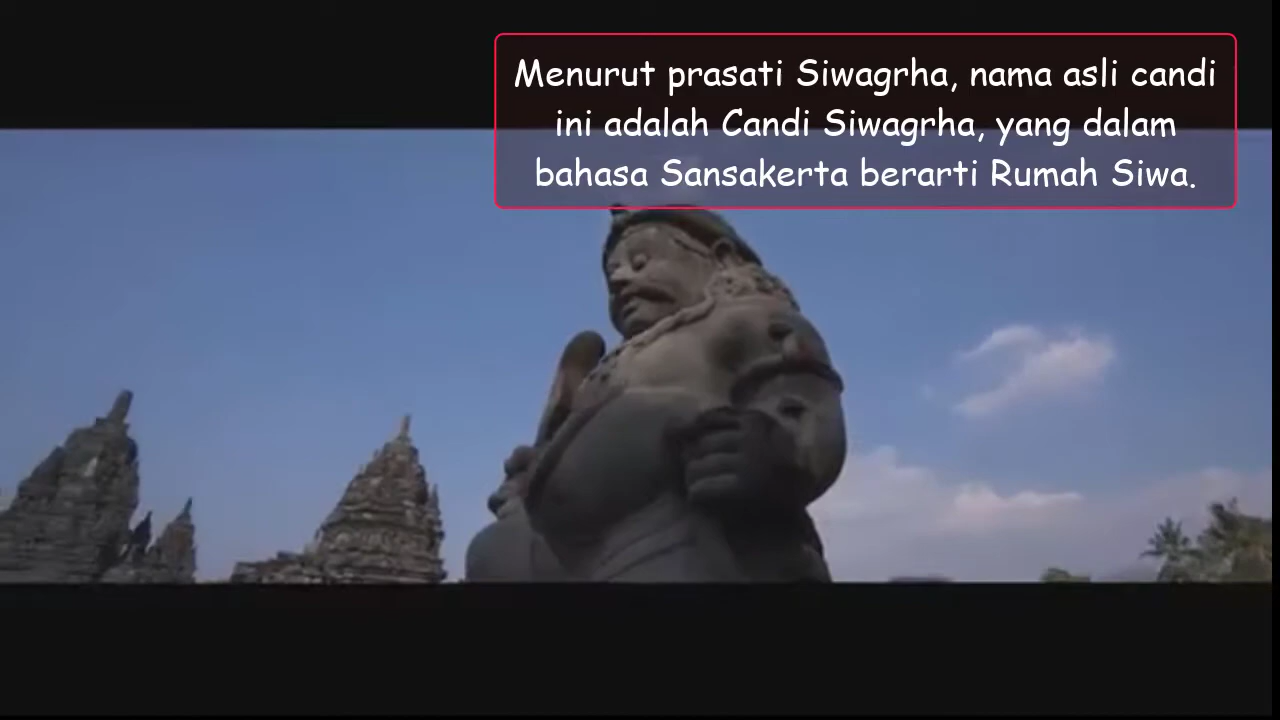 Menurut prasati Siwagrha, nama asli candi
ini adalah Candi Siwagrha, yang dalam
bahasa Sansakerta berarti Rumah Siwa.